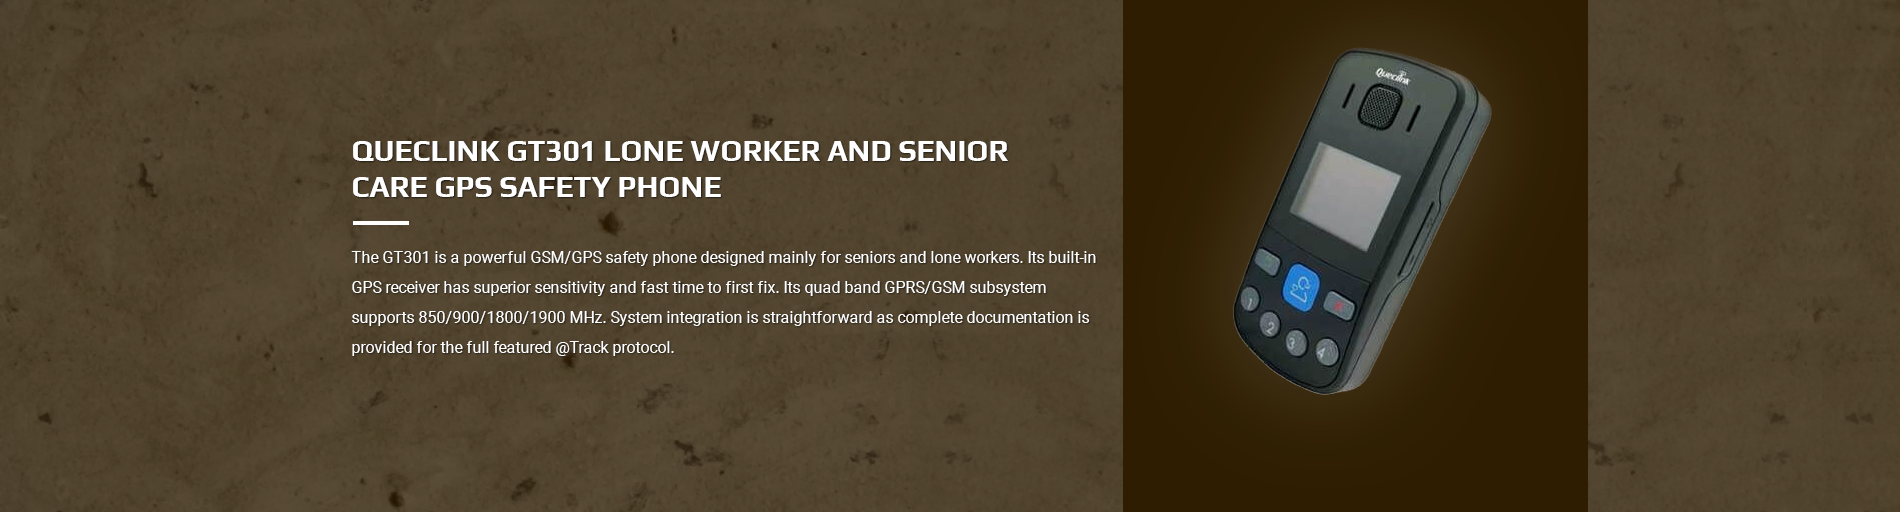 QUECLINK GT301 LONE WORKER AND SENIOR
CARE GPS SAFETY PHONE
The GT301 is a powerful GSM/GPS safety phone designed mainly for seniors and lone workers. Its built-in
GPS receiver has superior sensitivity and fast time to first fix. Its quad band GPRS/GSM subsystem
supports 850/900/1800/1900 MHz. System integration is straightforward as complete documentation is
provided for the full featured @Track protocol.
Queclink
1
2
3
4